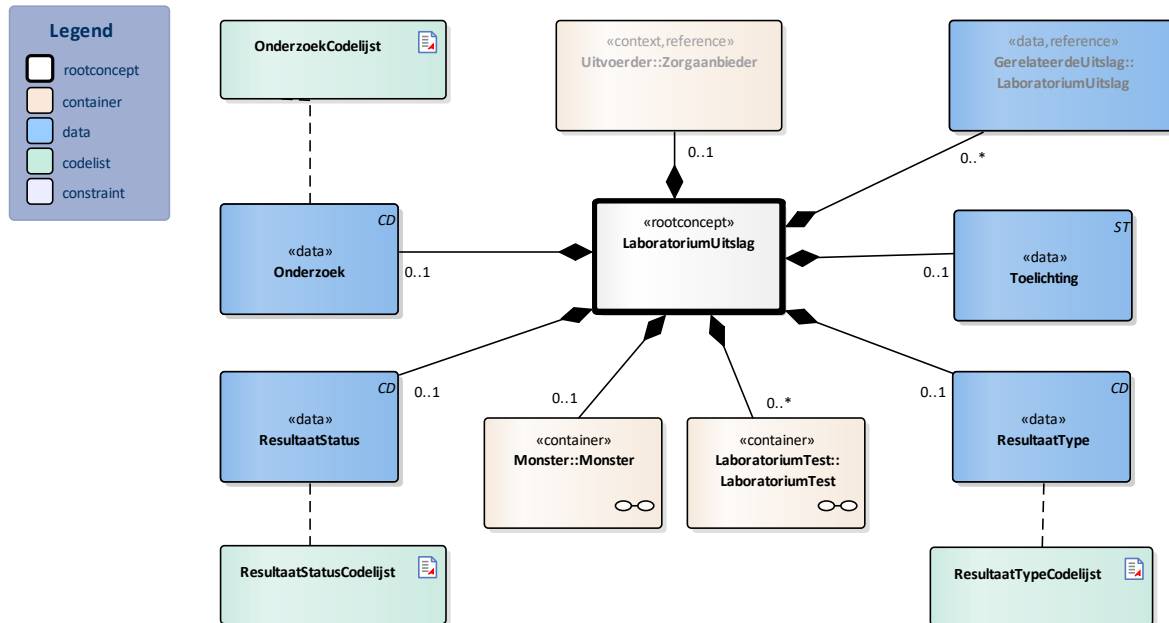 Legend
rootconcept
container
data
codelist
constraint
OnderzoekCodelijst
«context,reference»
Uitvoerder::Zorgaanbieder
«data,reference»
GerelateerdeUitslag::
LaboratoriumUitslag
0..1
0..*
CD
«data»
Onderzoek
0..1
«rootconcept»
LaboratoriumUitslag
ST
«data»
Toelichting
0..1
CD
«data»
ResultaatStatus
0..1
0..1
0..*
0..1
CD
«data»
ResultaatType
«container»
Monster::Monster
«container»
LaboratoriumTest::
LaboratoriumTest
ResultaatStatusCodelijst
ResultaatTypeCodelijst